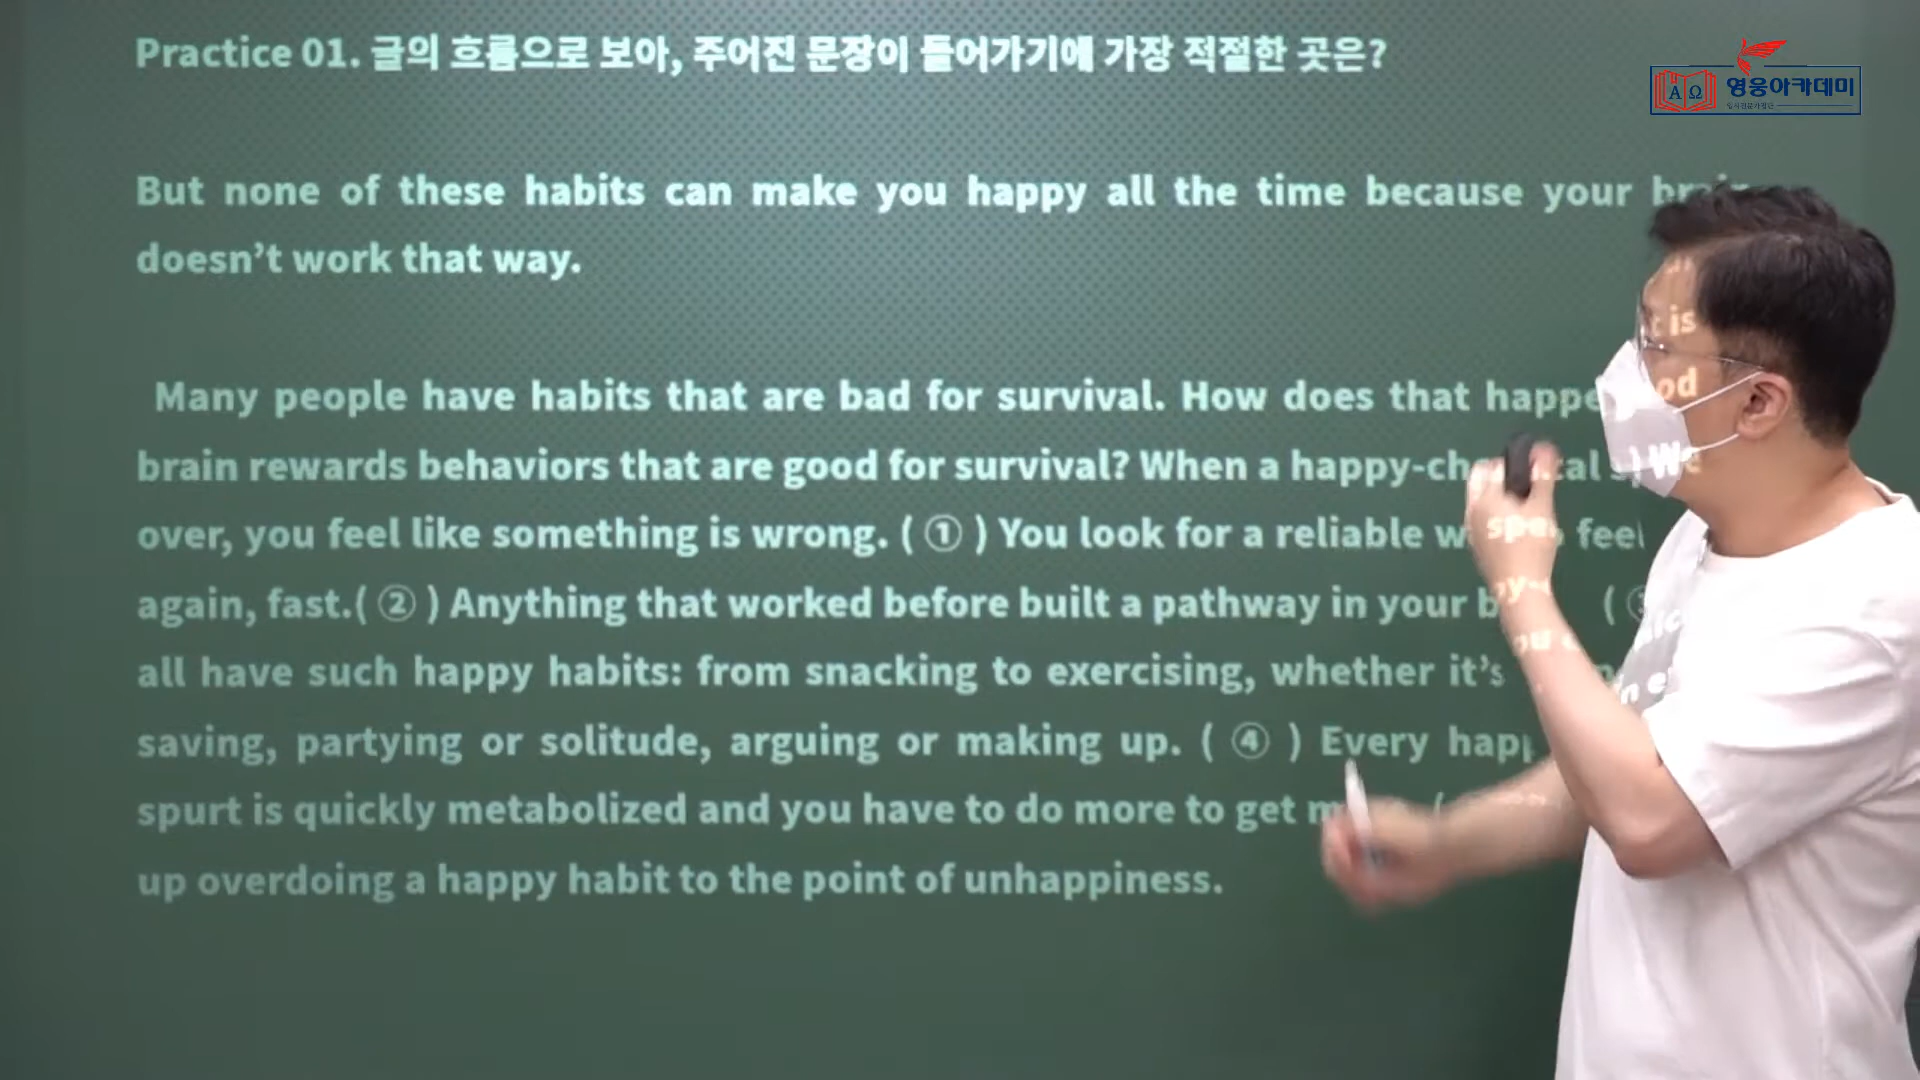 Practice 01. 글의 흐름으로 보아, 주어진 문장이 들어가기에 가장 적절한 곳은?
영웅아카데미
But none of these habits can make you happy all the time because your brain
doesn’t work that way.
Many people have habits that are bad for survival. How does that is
brain rewards behaviors that are good for survival? When a
over, you feel like something is wrong. ( ① ) You look for a reliable feel
again, fast.( ② ) Anything that worked before built a pathway in your ( ③
all have such happy habits: from snacking to exercising, whether it’s
saving, partying or solitude, arguing or making up. ( ④ ) Every
spurt is quickly metabolized and you have to do more to get
up overdoing a happy habit to the point of unhappiness.